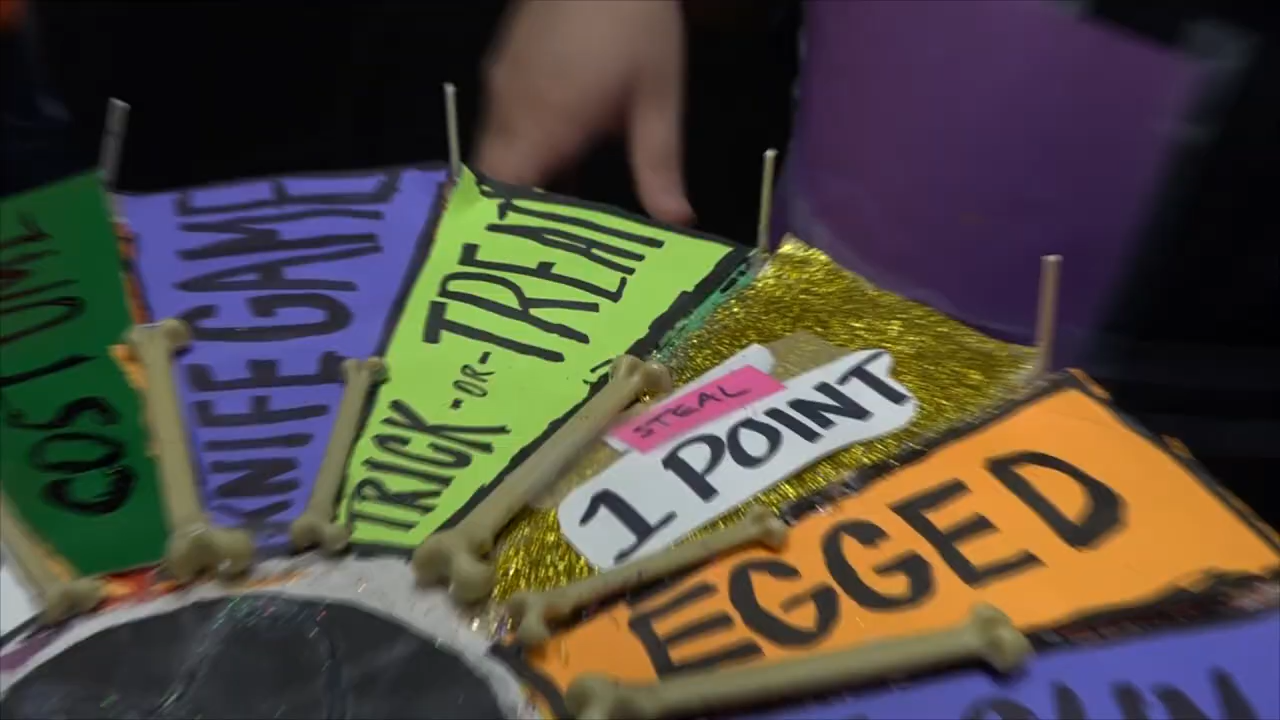 COSTUME
KNIFE GAME
TRICK -OR- TREAT
STEAL
1 POINT
EGGED